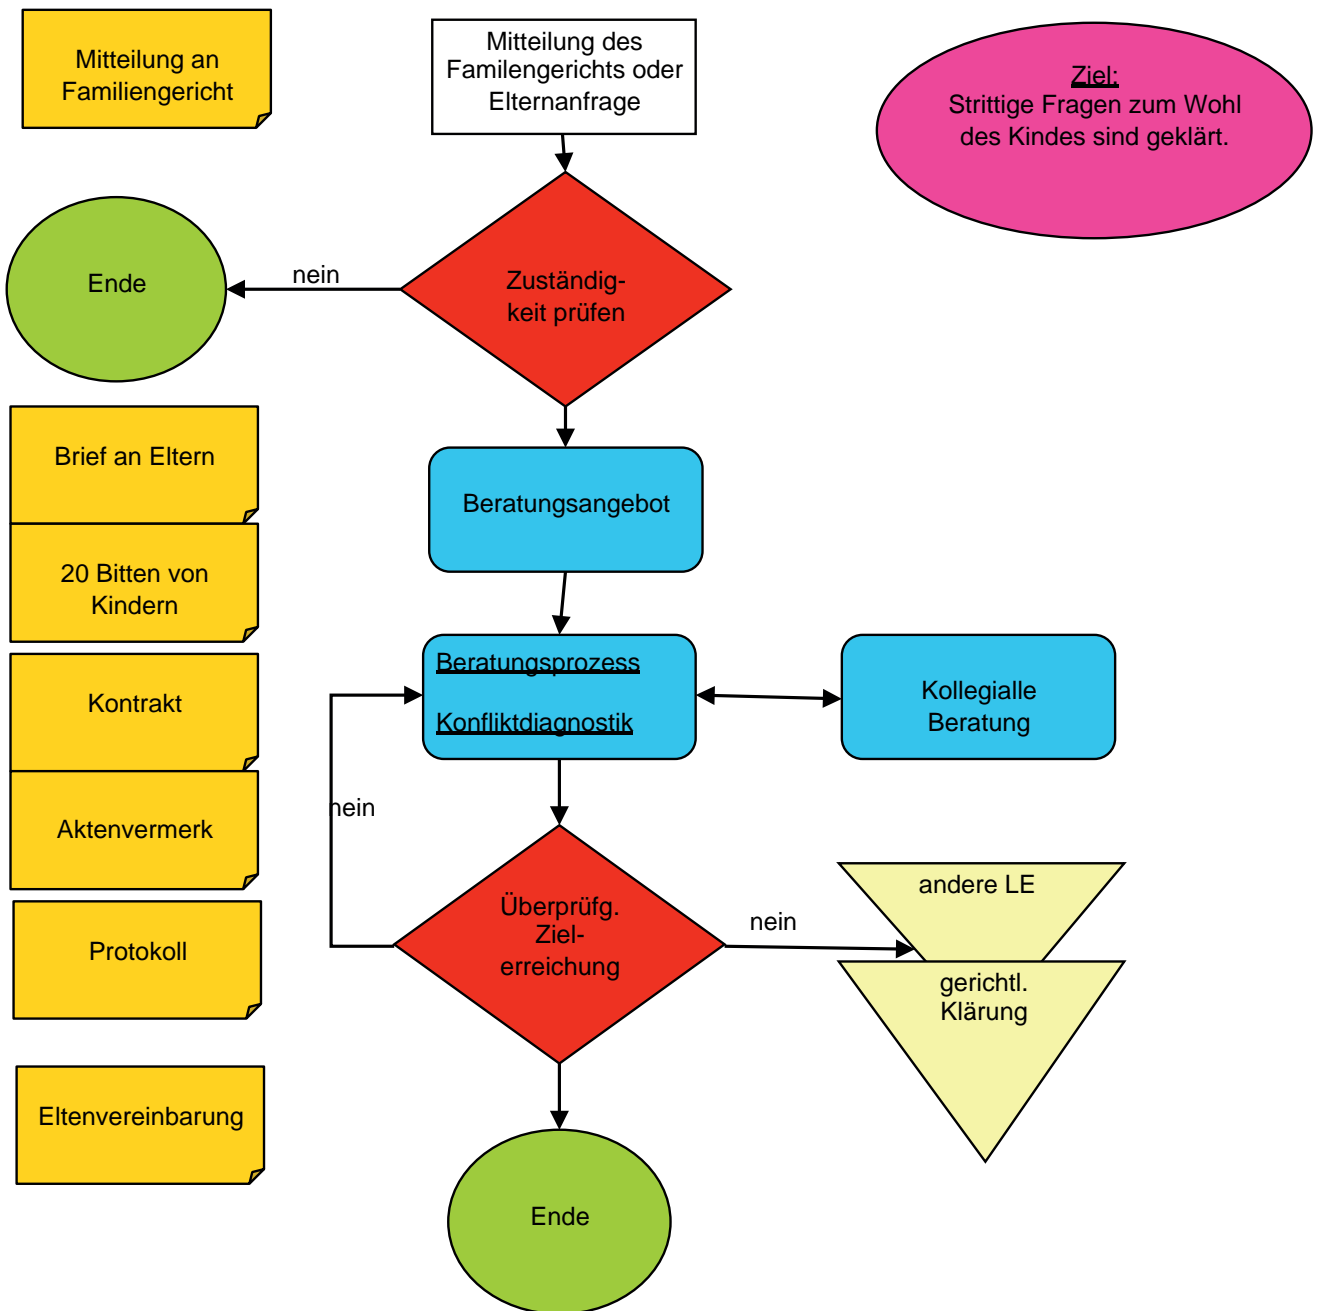 Mitteilung an
Familiengericht
Mitteilung des
Familengerichts oder
Elternanfrage
Ziel:
Strittige Fragen zum Wohl
des Kindes sind geklärt.
Ende
nein
Zuständig-
keit prüfen
Brief an Eltern
Beratungsangebot
20 Bitten von
Kindern
Beratungsprozess
Konfliktdiagnostik
Kollegialle
Beratung
Kontrakt
nein
Aktenvermerk
Überprüfg.
Ziel-
erreichung
nein
andere LE
gerichtl.
Klärung
Protokoll
Eltenvereinbarung
Ende